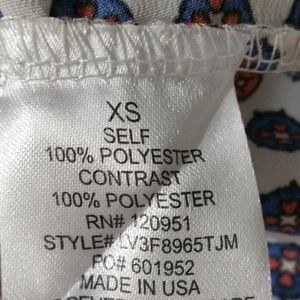 XS
SELF
100% POLYESTER
CONTRAST
100% POLYESTER
RN# 120951
STYLE# LV3F8965TJM
PO# 601952
MADE IN USA